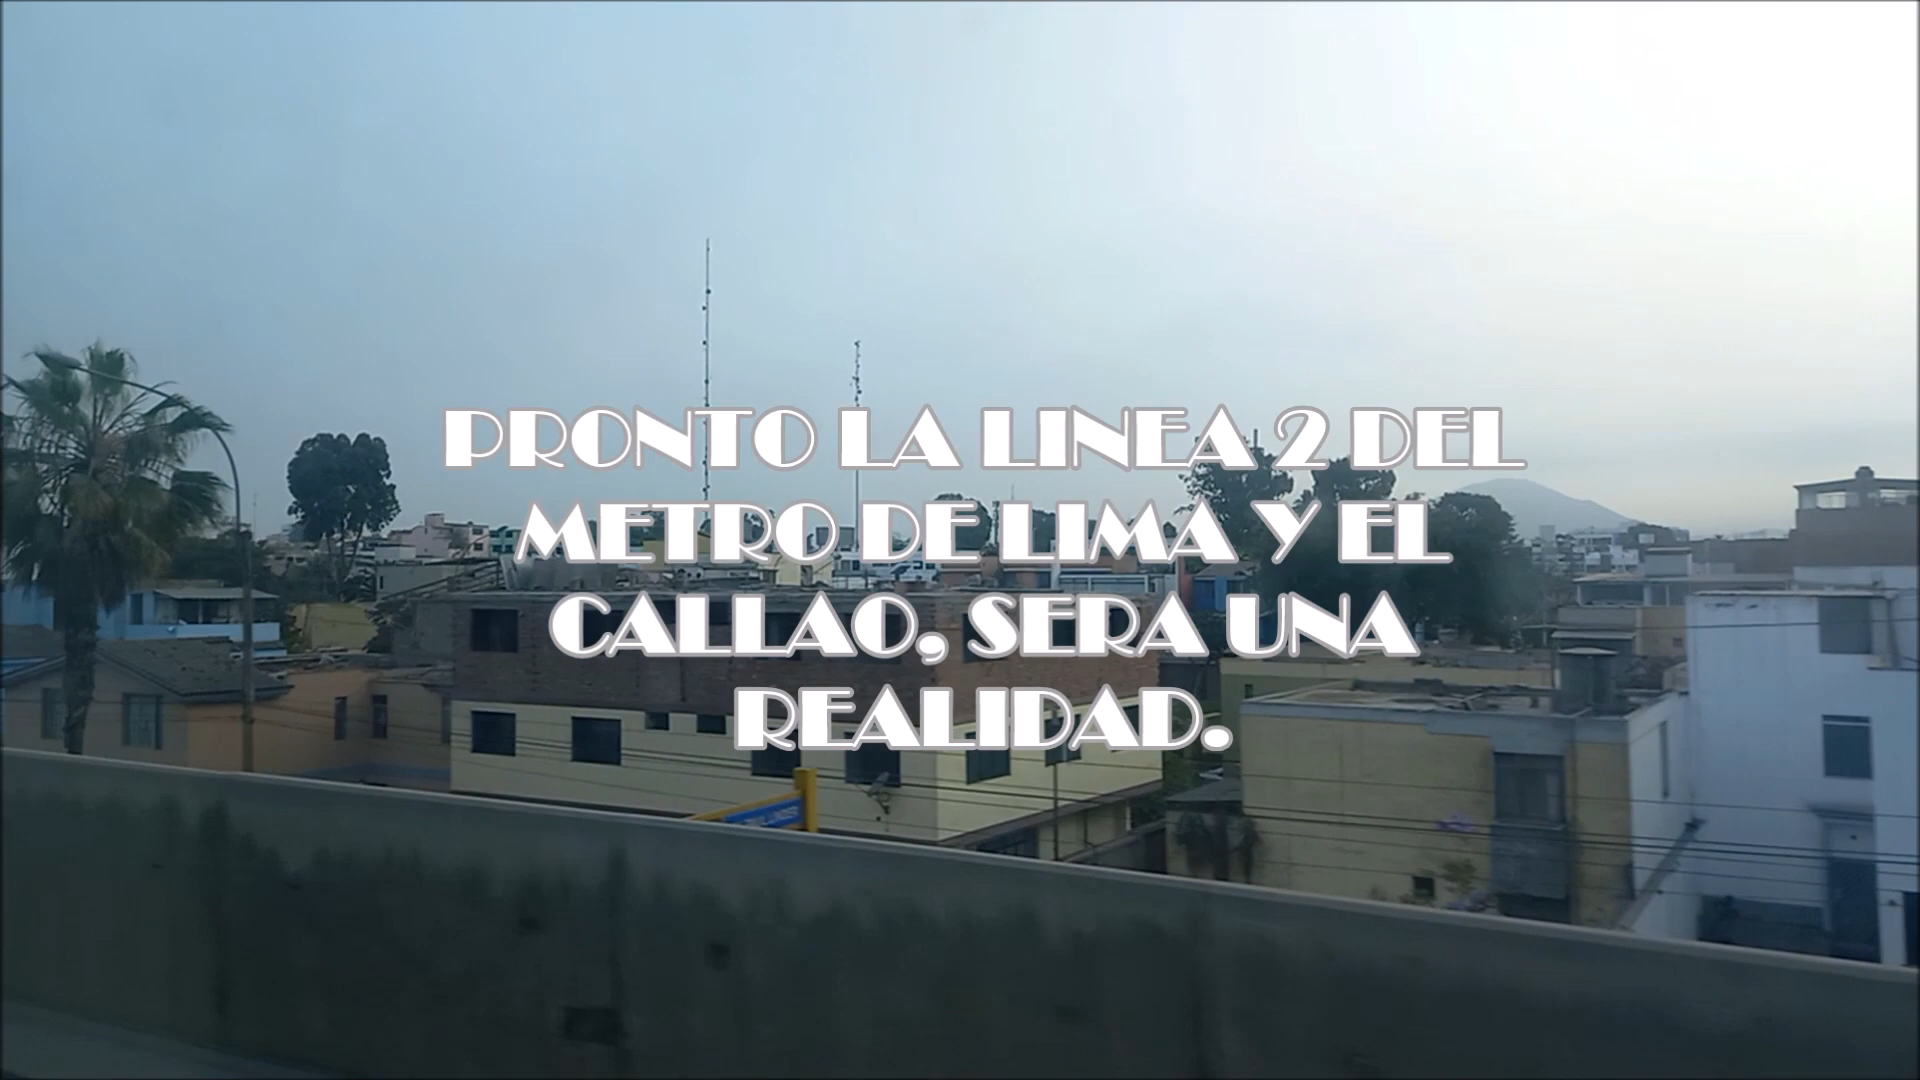 PRONTO LA LINEA 2 DEL
METRO DE LIMA Y EL
CALLAO, SERA UNA
REALIDAD.